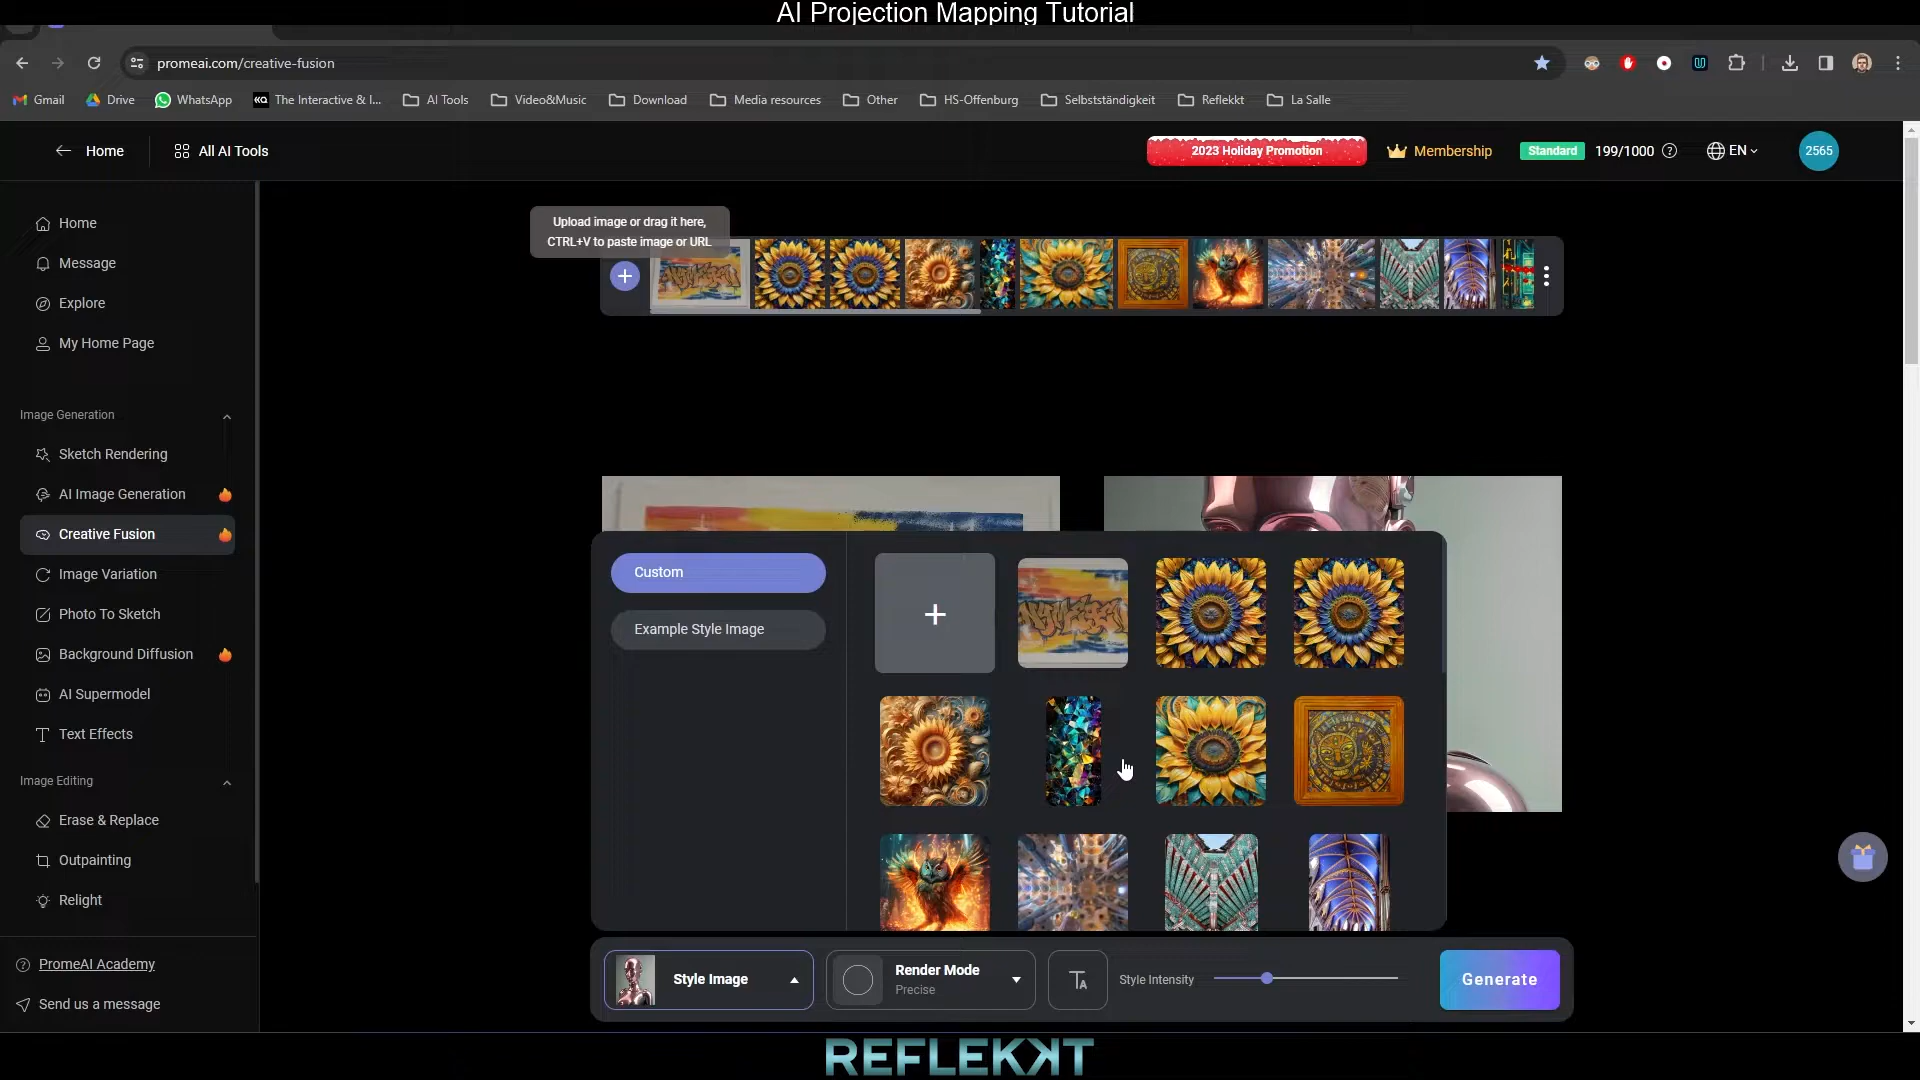 AI Projection Mapping Tutorial
promeai.com/creative-fusion
Gmail
Drive
WhatsApp
The Interactive & I...
AI Tools
Video&Music
Download
Media resources
Other
HS-Offenburg
Selbstständigkeit
Reflekkt
La Salle
Home
All AI Tools
2023 Holiday Promotion
Membership
Standard
199/1000
EN
2565
Home
Message
Explore
My Home Page
Image Generation
Sketch Rendering
AI Image Generation
Creative Fusion
Image Variation
Photo To Sketch
Background Diffusion
AI Supermodel
Text Effects
Image Editing
Erase & Replace
Outpainting
Relight
PromeAI Academy
Send us a message
Upload image or drag it here,
CTRL+V to paste image or URL
Custom
Example Style Image
Style Image
Render Mode
Precise
Style Intensity
Generate
REFLEKKT